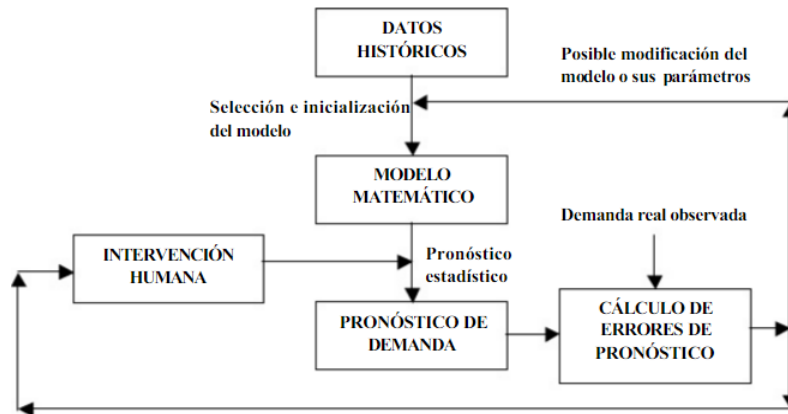 DATOS
HISTÓRICOS
Posible modificación del
modelo o sus parámetros
Selección e inicialización
del modelo
MODELO
MATEMÁTICO
Demanda real observada
INTERVENCIÓN
HUMANA
Pronóstico
estadístico
PRONÓSTICO DE
DEMANDA
CÁLCULO DE
ERRORES DE
PRONÓSTICO